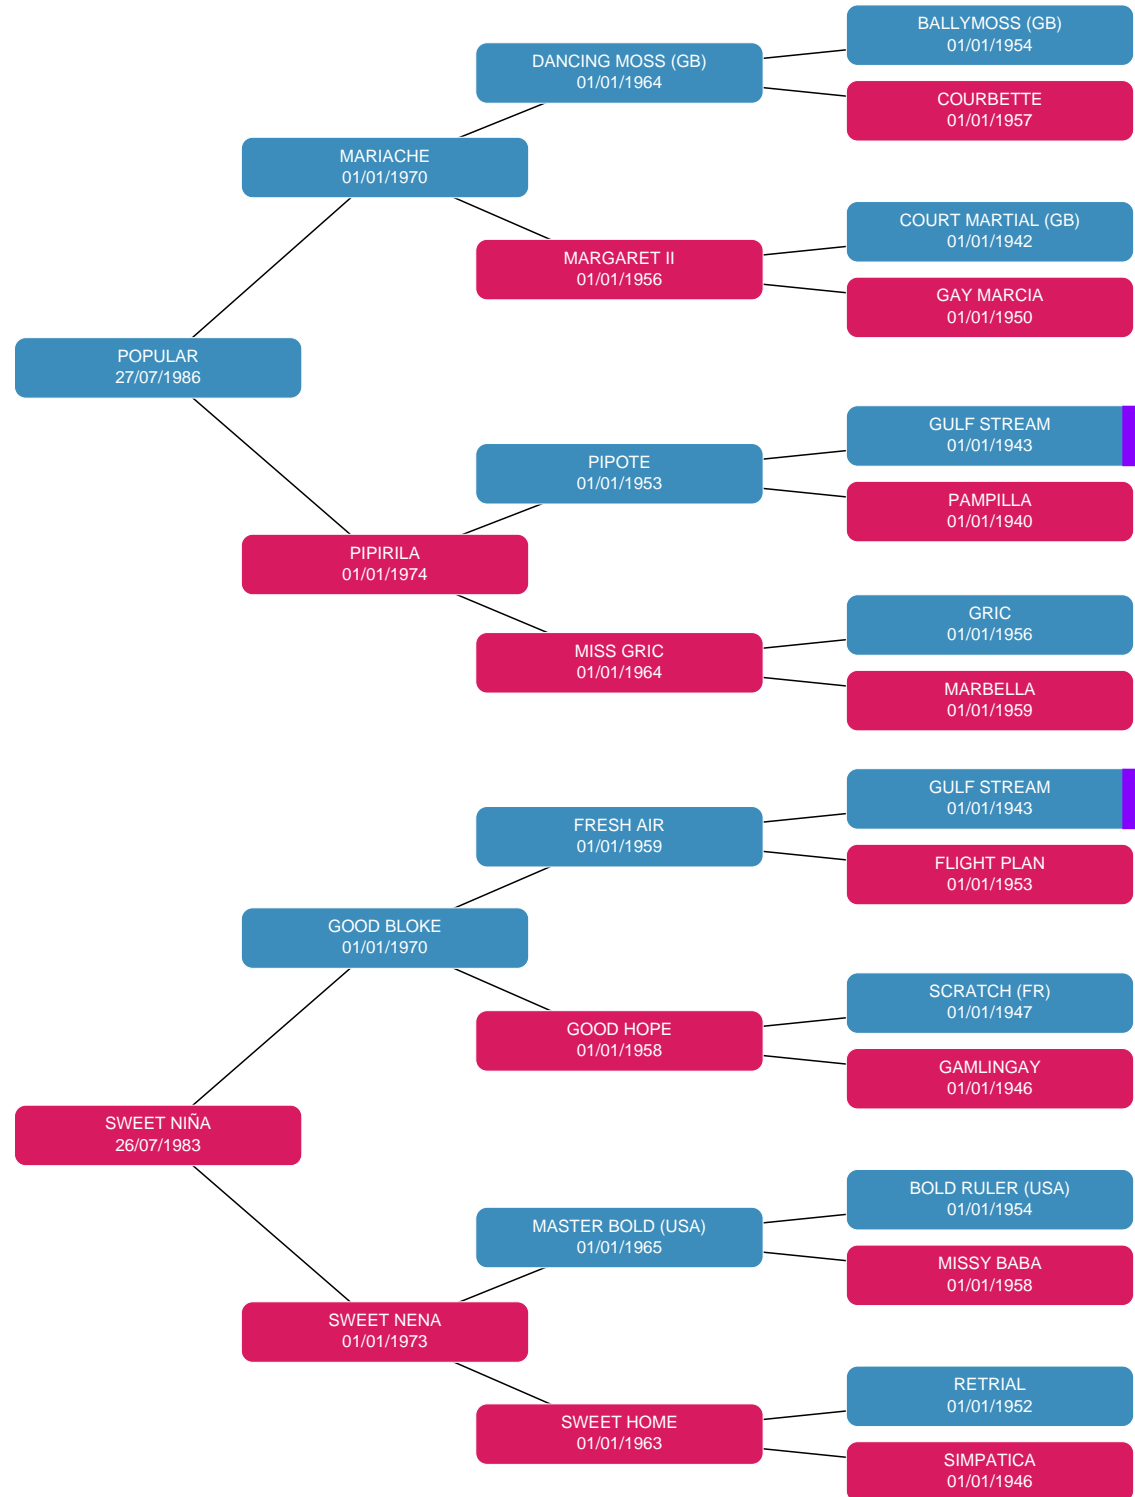 BALLYMOSS (GB)
01/01/1954
DANCING MOSS (GB)
01/01/1964
COURBETTE
01/01/1957
MARIACHE
01/01/1970
COURT MARTIAL (GB)
01/01/1942
MARGARET II
01/01/1956
GAY MARCIA
01/01/1950
POPULAR
27/07/1986
GULF STREAM
01/01/1943
PIPOTE
01/01/1953
PAMPILLA
01/01/1940
PIPIRILA
01/01/1974
GRIC
01/01/1956
MISS GRIC
01/01/1964
MARBELLA
01/01/1959
GULF STREAM
01/01/1943
FRESH AIR
01/01/1959
FLIGHT PLAN
01/01/1953
GOOD BLOKE
01/01/1970
SCRATCH (FR)
01/01/1947
GOOD HOPE
01/01/1958
GAMLINGAY
01/01/1946
SWEET NIÑA
26/07/1983
BOLD RULER (USA)
01/01/1954
MASTER BOLD (USA)
01/01/1965
MISSY BABA
01/01/1958
SWEET NENA
01/01/1973
RETRIAL
01/01/1952
SWEET HOME
01/01/1963
SIMPATICA
01/01/1946